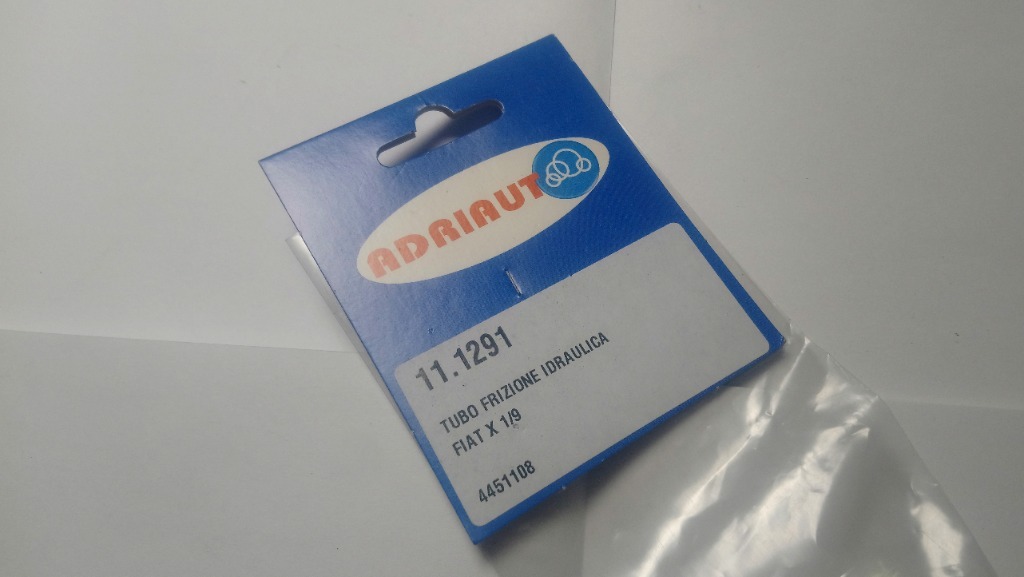 ADRIAUTO
11.1291
TUBO FRIZIONE IDRAULICA
FIAT X 1/9
4451108